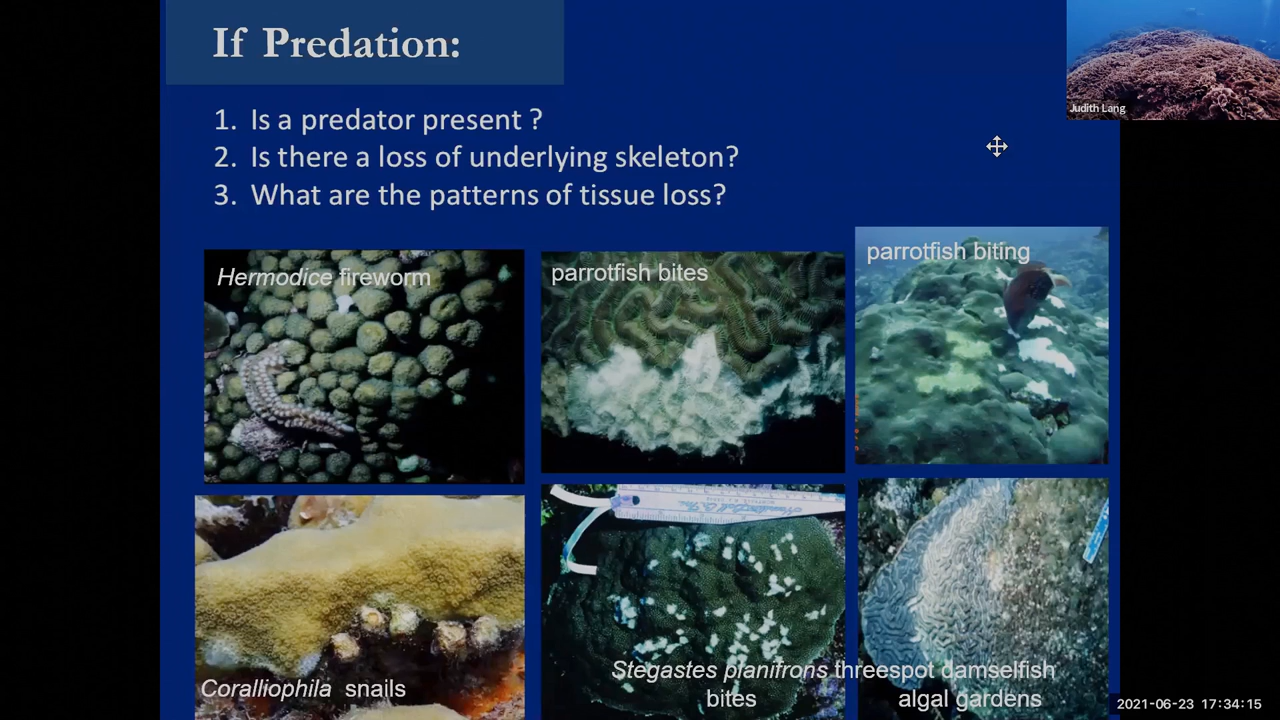 If Predation:
Judith Lang
1. Is a predator present ?
2. Is there a loss of underlying skeleton?
3. What are the patterns of tissue loss?
Hermodice fireworm
parrotfish bites
parrotfish biting
Coralliophila snails
Stegastes planifrons threespot damselfish
bites
algal gardens
2021-06-23 17:34:15